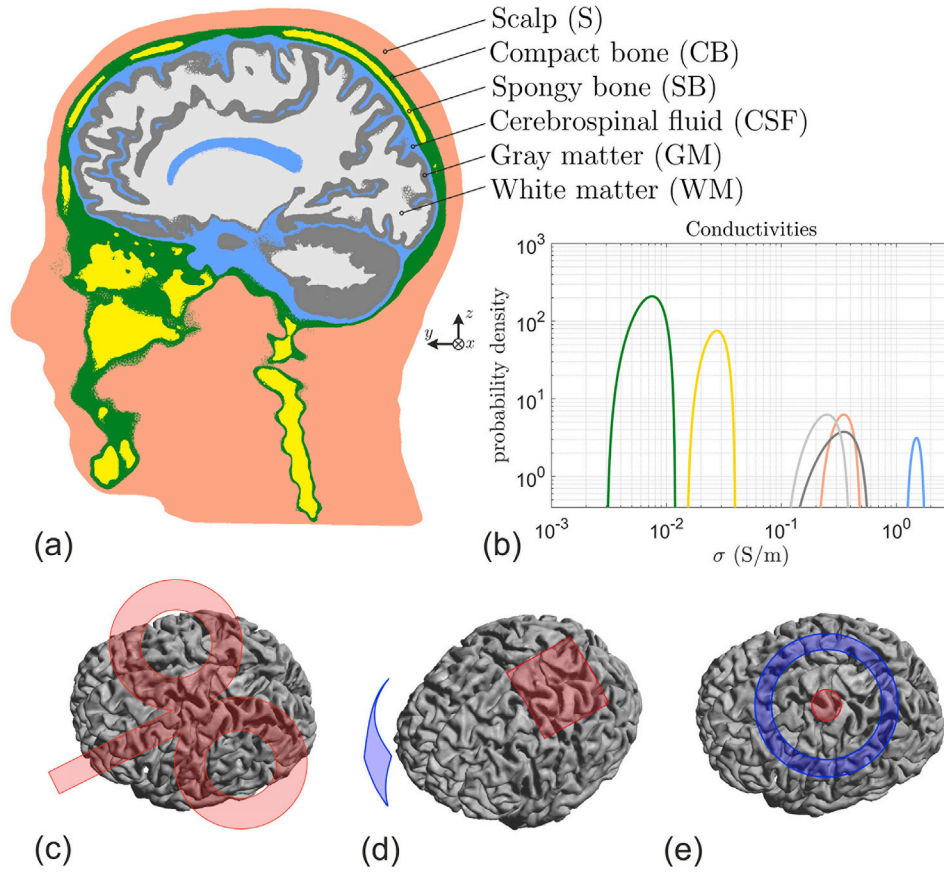 Scalp (S)
Compact bone (CB)
Spongy bone (SB)
Cerebrospinal fluid (CSF)
Gray matter (GM)
White matter (WM)
Conductivities
10³
10²
10¹
10⁰
probability density
10⁻³
10⁻²
10⁻¹
10⁰
σ (S/m)
z
y
x
(a)
(b)
(c)
(d)
(e)